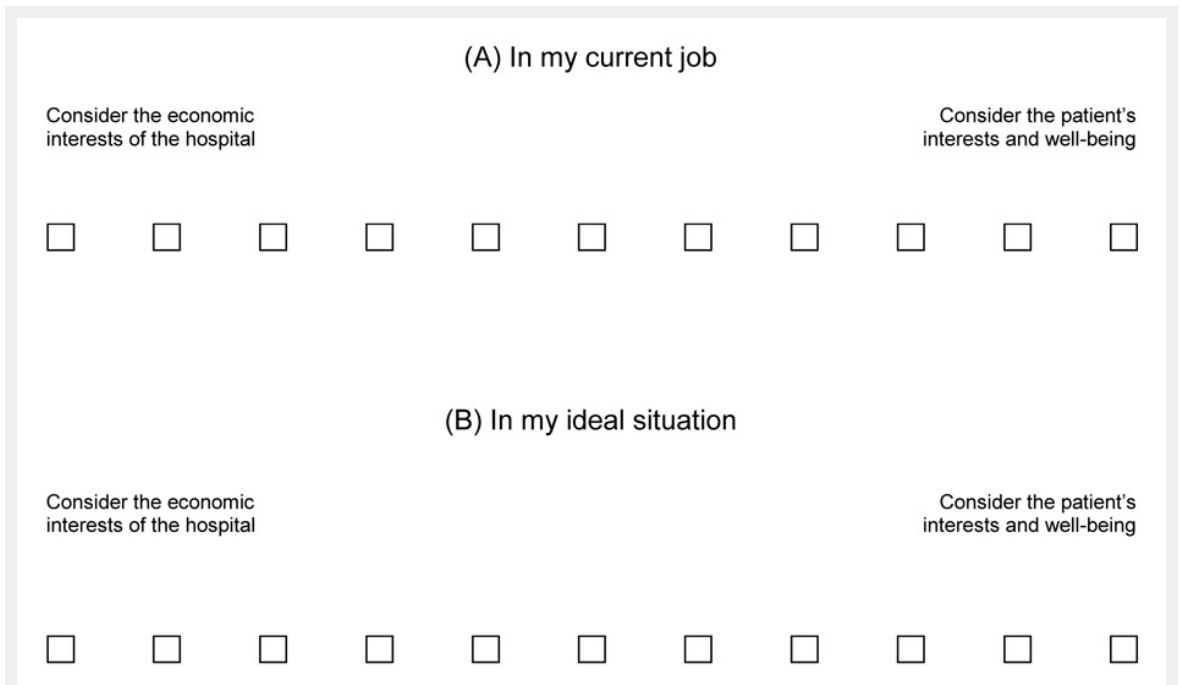 (A) In my current job
Consider the economic
interests of the hospital
Consider the patient's
interests and well-being
(B) In my ideal situation
Consider the economic
interests of the hospital
Consider the patient's
interests and well-being